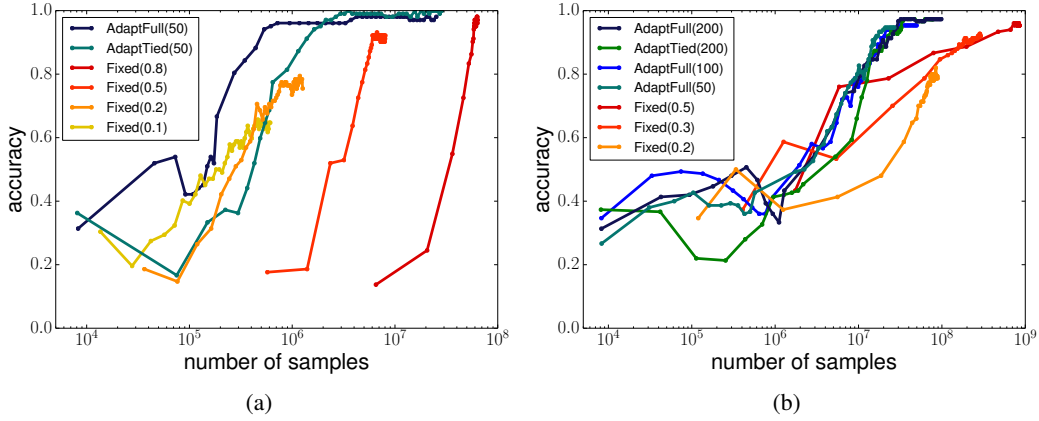 1.0
0.8
0.6
0.4
0.2
0.0
accuracy
AdaptFull(50)
AdaptTied(50)
Fixed(0.8)
Fixed(0.5)
Fixed(0.2)
Fixed(0.1)
10^4 10^5 10^6 10^7 10^8
number of samples
(a)
1.0
0.8
0.6
0.4
0.2
0.0
accuracy
AdaptFull(200)
AdaptTied(200)
AdaptFull(100)
AdaptFull(50)
Fixed(0.5)
Fixed(0.3)
Fixed(0.2)
10^4 10^5 10^6 10^7 10^8 10^9
number of samples
(b)